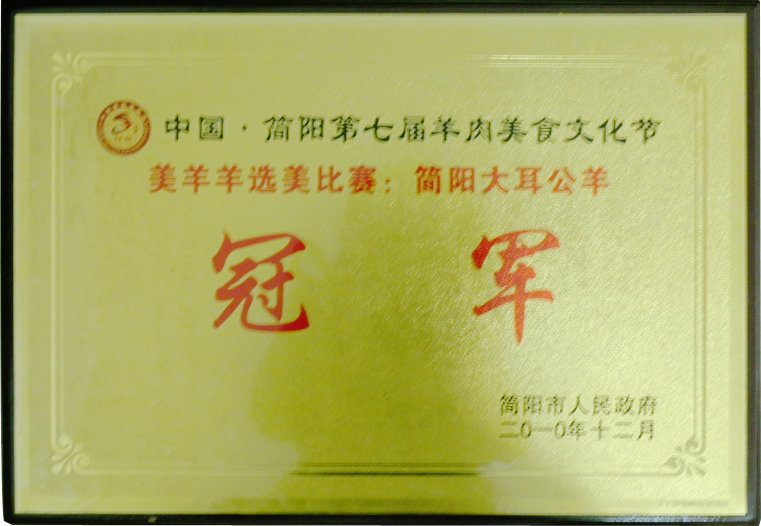 中国·简阳第七届羊肉美食文化节
美羊羊选美比赛：简阳大耳公羊
冠军
简阳市人民政府
二0一0年十二月